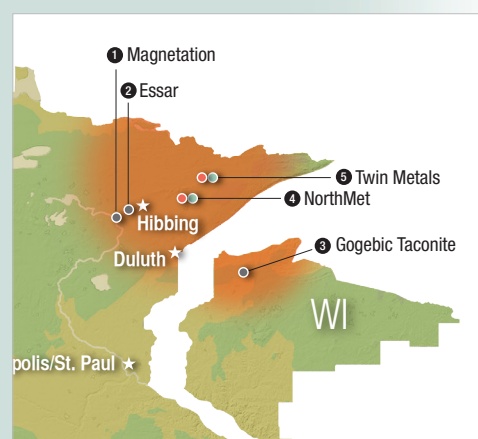 1 Magnetation
2 Essar
5 Twin Metals
4 NorthMet
Hibbing
3 Gogebic Taconite
Duluth
WI
polis/St. Paul